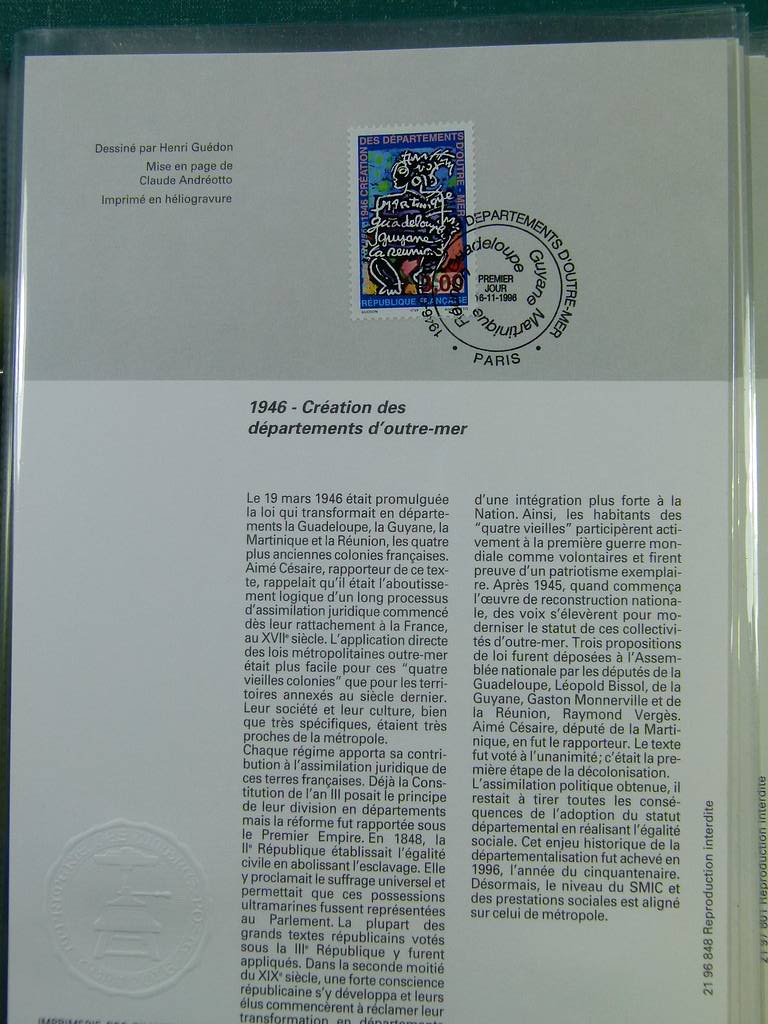 Dessiné par Henri Guédon
Mise en page de
Claude Andréotto
Imprimé en héliogravure
1946 CRÉATION
DES DÉPARTEMENTS
D'OUTRE-MER
martinique
guadeloupe
guyane
la réunion
3,00
RÉPUBLIQUE FRANÇAISE
1946
DÉPARTEMENTS D'OUTRE-MER
Guadeloupe
Guyane Martinique
PREMIER
JOUR
16-11-1996
• PARIS •
1946 - Création des
départements d'outre-mer
Le 19 mars 1946 était promulguée
la loi qui transformait en départe-
ments la Guadeloupe, la Guyane, la
Martinique et la Réunion, les quatre
plus anciennes colonies françaises.
Aimé Césaire, rapporteur de ce tex-
te, rappelait qu'il était l'aboutisse-
ment logique d'un long processus
d'assimilation juridique commencé
dès leur rattachement à la France,
au XVIIe siècle. L'application directe
des lois métropolitaines outre-mer
était plus facile pour ces "quatre
vieilles colonies" que pour les terri-
toires annexés au siècle dernier.
Leur société et leur culture, bien
que très spécifiques, étaient très
proches de la métropole.
Chaque régime apporta sa contri-
bution à l'assimilation juridique de
ces terres françaises. Déjà la Cons-
titution de l'an III posait le principe
de leur division en départements
mais la réforme fut rapportée sous
le Premier Empire. En 1848, la
IIe République établissait l'égalité
civile en abolissant l'esclavage. Elle
y proclamait le suffrage universel et
permettait que ces possessions
ultramarines fussent représentées
au Parlement. La plupart des
grands textes républicains votés
sous la IIIe République y furent
appliqués. Dans la seconde moitié
du XIXe siècle, une forte conscience
républicaine s'y développa et leurs
élus commencèrent à réclamer leur
transformation en départements
d'une intégration plus forte à la
Nation. Ainsi, les habitants des
"quatre vieilles" participèrent acti-
vement à la première guerre mon-
diale comme volontaires et firent
preuve d'un patriotisme exemplai-
re. Après 1945, quand commença
l'œuvre de reconstruction nationa-
le, des voix s'élevèrent pour mo-
derniser le statut de ces collectivi-
tés d'outre-mer. Trois propositions
de loi furent déposées à l'Assem-
blée nationale par les députés de la
Guadeloupe, Léopold Bissol, de la
Guyane, Gaston Monnerville et de
la Réunion, Raymond Vergès.
Aimé Césaire, député de la Marti-
nique, en fut le rapporteur. Le texte
fut voté à l'unanimité; c'était la pre-
mière étape de la décolonisation.
L'assimilation politique obtenue, il
restait à tirer toutes les consé-
quences de l'adoption du statut
départemental en réalisant l'égalité
sociale. Cet enjeu historique de la
départementalisation fut achevé en
1996, l'année du cinquantenaire.
Désormais, le niveau du SMIC et
des prestations sociales est aligné
sur celui de métropole.
21 96 848 Reproduction interdite
Reproduction interdite